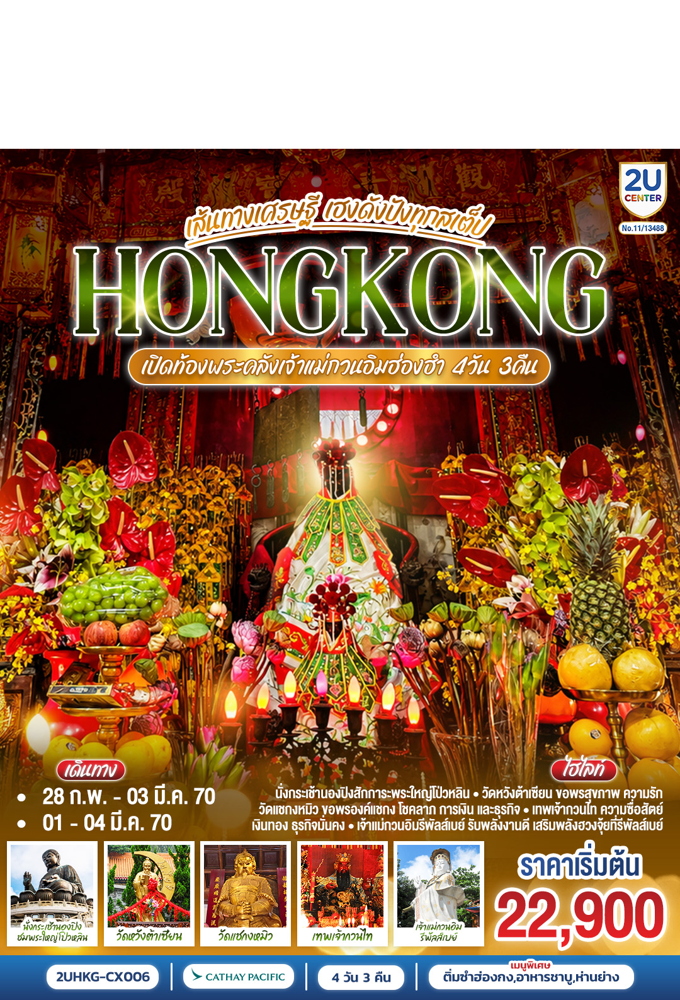 觀
殿
2U
CENTER
No.11/13488
เส้นทางเศรษฐี เฮงดังปังทุกสเต็ป
HONGKONG
เปิดท้องพระคลังเจ้าแม่กวนอิมฮ่องฮำ 4วัน 3คืน
เดินทาง
• 28 ก.พ. - 03 มี.ค. 70
• 01 - 04 มี.ค. 70
ไฮไลท์
นั่งกระเช้านองปิงสักการะพระใหญ่โป่วหลิน • วัดหวังต้าเซียน ขอพรสุขภาพ ความรัก
วัดแชกงหมิว ขอพรองค์แชกง โชคลาภ การเงิน และธุรกิจ • เทพเจ้ากวนไท ความซื่อสัตย์
เงินทอง ธุรกิจมั่นคง • เจ้าแม่กวนอิมรีพัลส์เบย์ รับพลังงานดี เสริมพลังฮวงจุ้ยที่รีพัลส์เบย์
นั่งกระเช้านองปิง
ชมพระใหญ่โป่วหลิน
วัดหวังต้าเซียน
วัดแชกงหมิว
เทพเจ้ากวนไท
เจ้าแม่กวนอิม
รีพัลส์เบย์
ราคาเริ่มต้น
22,900
2UHKG-CX006
CATHAY PACIFIC
4 วัน 3 คืน
เมนูพิเศษ
ติ่มซำฮ่องกง,อาหารชาบู,ห่านย่าง